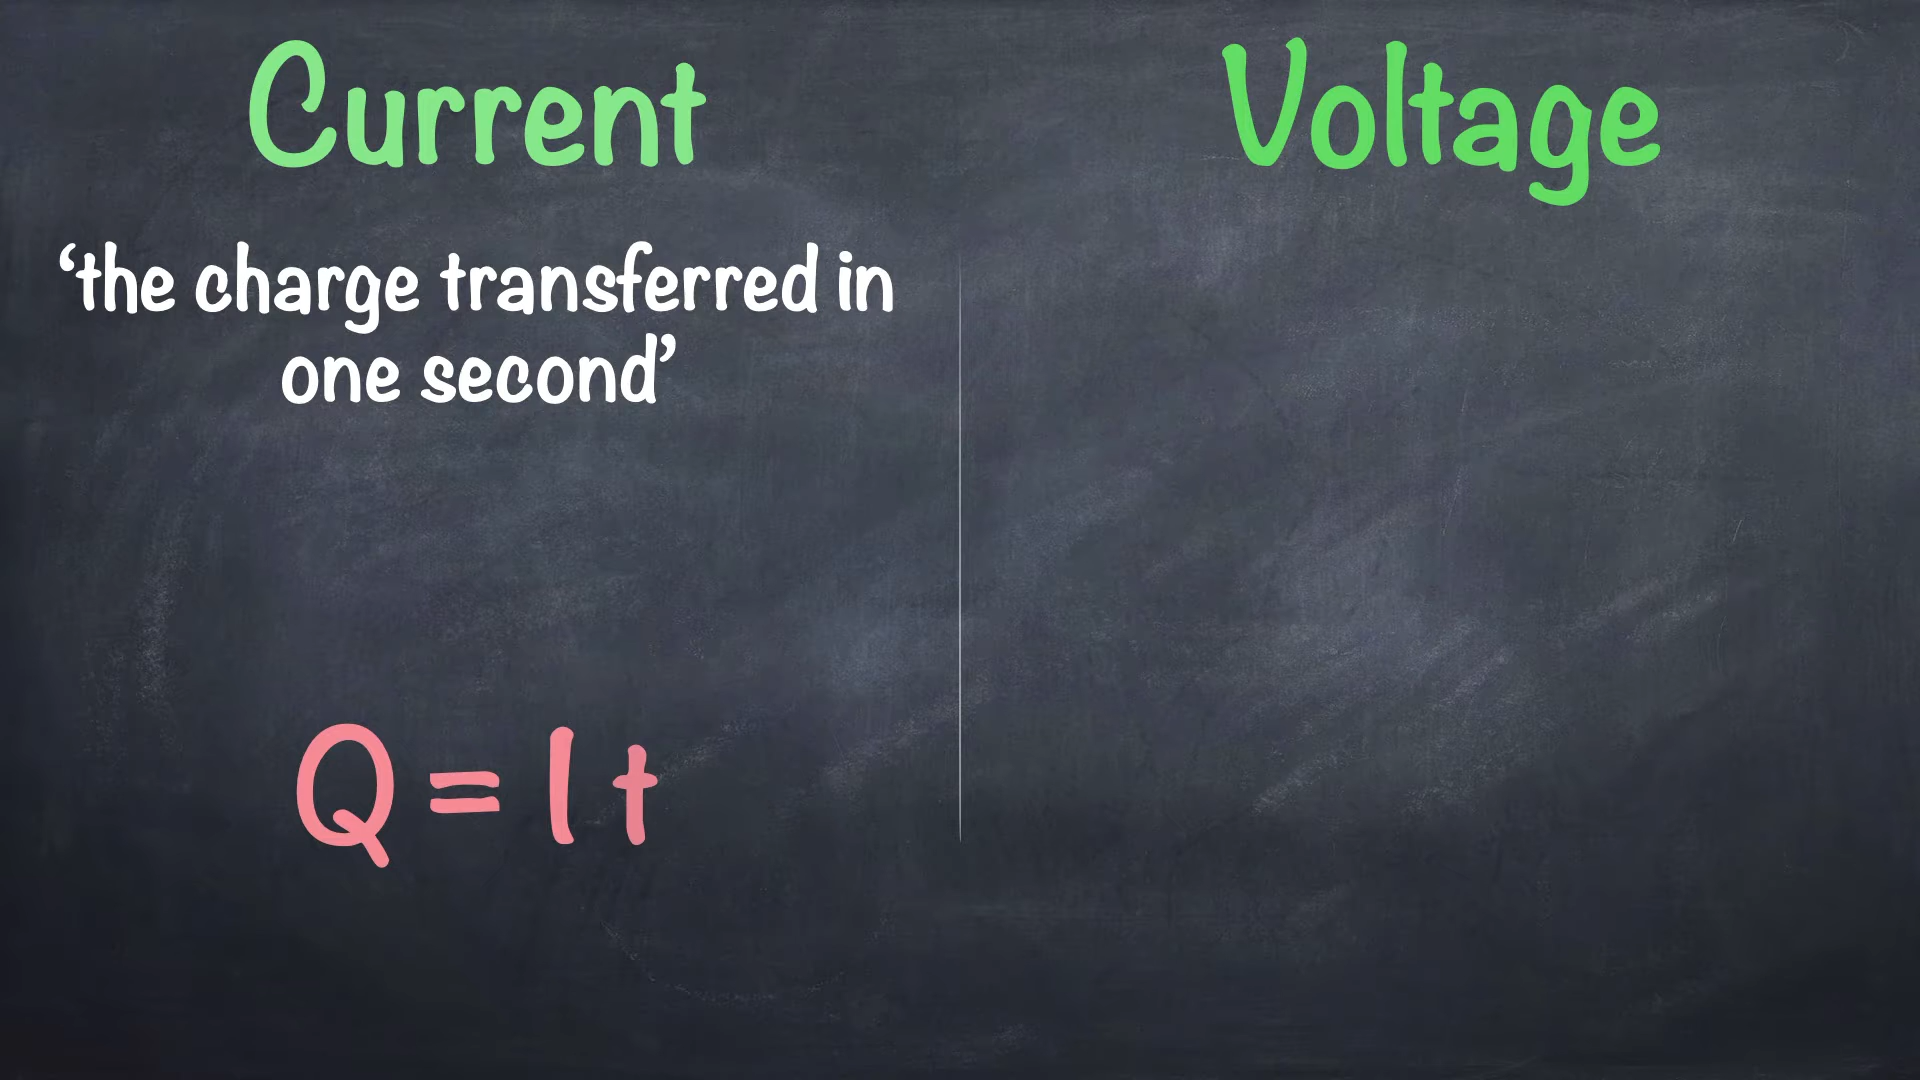 Current
Voltage
‘the charge transferred in
one second’
Q = I t